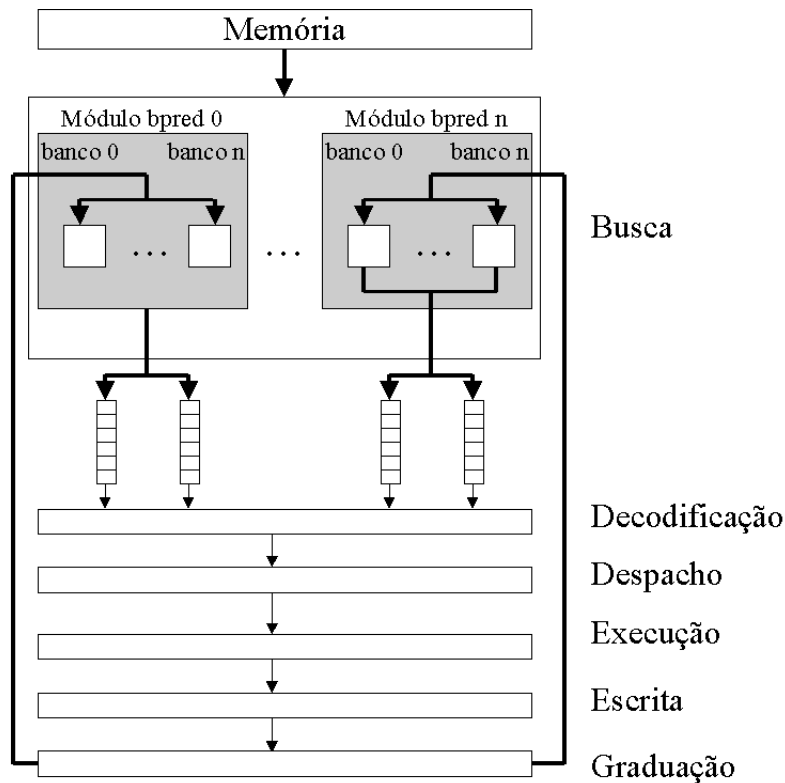 Memória
Módulo bpred 0
Módulo bpred n
banco 0
banco n
banco 0
banco n
Busca
...
...
...
Decodificação
Despacho
Execução
Escrita
Graduação